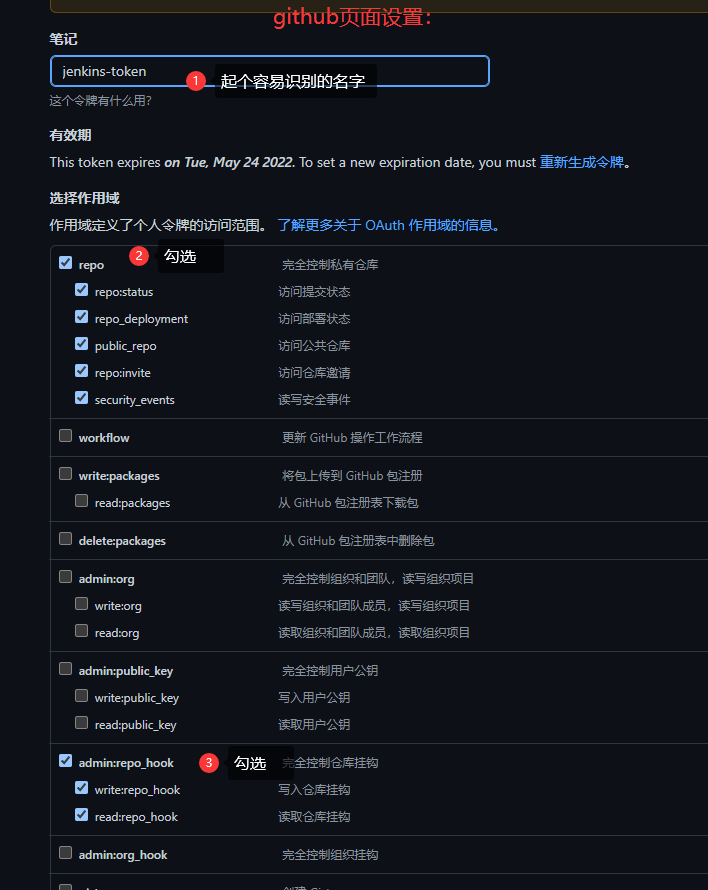 github页面设置：
笔记
jenkins-token
1 起个容易识别的名字
这个令牌有什么用?
有效期
This token expires on Tue, May 24 2022. To set a new expiration date, you must 重新生成令牌。
选择作用域
作用域定义了个人令牌的访问范围。 了解更多关于 OAuth 作用域的信息。
2 勾选
repo 完全控制私有仓库
repo:status 访问提交状态
repo_deployment 访问部署状态
public_repo 访问公共仓库
repo:invite 访问仓库邀请
security_events 读写安全事件
workflow 更新 GitHub 操作工作流程
write:packages 将包上传到 GitHub 包注册
read:packages 从 GitHub 包注册表下载包
delete:packages 从 GitHub 包注册表中删除包
admin:org 完全控制组织和团队，读写组织项目
write:org 读写组织和团队成员，读写组织项目
read:org 读取组织和团队成员，读取组织项目
admin:public_key 完全控制用户公钥
write:public_key 写入用户公钥
read:public_key 读取用户公钥
admin:repo_hook 3 勾选 完全控制仓库挂钩
write:repo_hook 写入仓库挂钩
read:repo_hook 读取仓库挂钩
admin:org_hook 完全控制组织挂钩